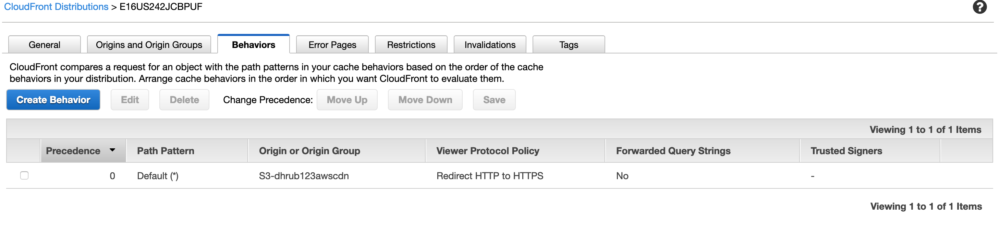 CloudFront Distributions > E16US242JCBPUF
?
General Origins and Origin Groups Behaviors Error Pages Restrictions Invalidations Tags
CloudFront compares a request for an object with the path patterns in your cache behaviors based on the order of the cache
behaviors in your distribution. Arrange cache behaviors in the order in which you want CloudFront to evaluate them.
Create Behavior Edit Delete Change Precedence: Move Up Move Down Save
Viewing 1 to 1 of 1 Items
Precedence Path Pattern Origin or Origin Group Viewer Protocol Policy Forwarded Query Strings Trusted Signers
0 Default (*) S3-dhrub123awscdn Redirect HTTP to HTTPS No -
Viewing 1 to 1 of 1 Items